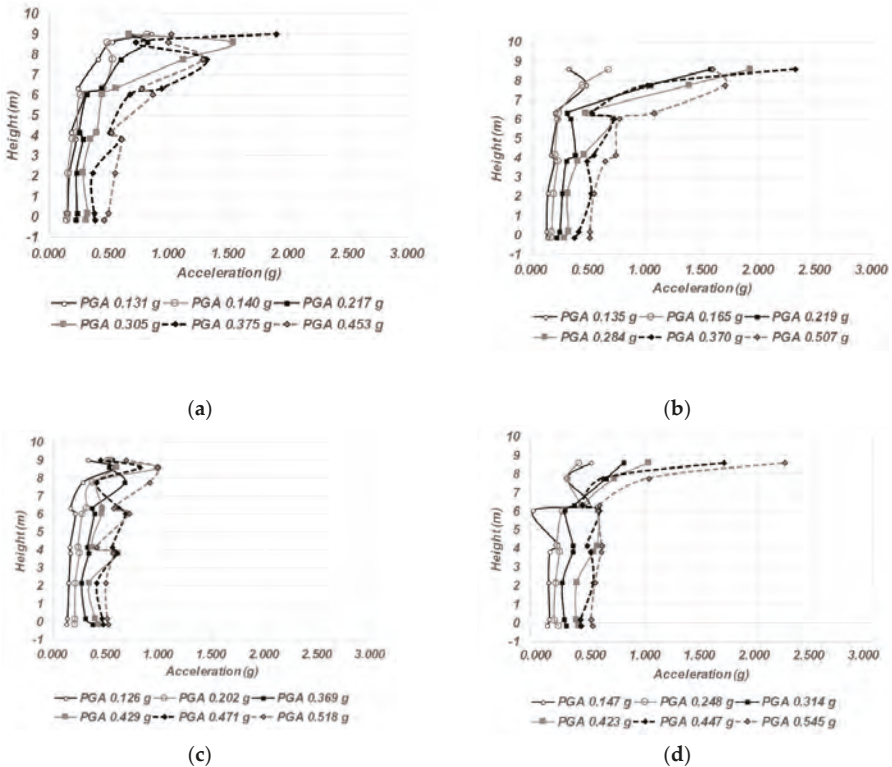 10
9
8
7
6
5
4
3
2
1
0
-1
Height (m)
0.000 0.500 1.000 1.500 2.000 2.500 3.000
Acceleration (g)
PGA 0.131 g PGA 0.140 g PGA 0.217 g
PGA 0.305 g PGA 0.375 g PGA 0.453 g
(a)
10
9
8
7
6
5
4
3
2
1
0
-1
Height (m)
0.000 0.500 1.000 1.500 2.000 2.500 3.000
Acceleration (g)
PGA 0.135 g PGA 0.165 g PGA 0.219 g
PGA 0.284 g PGA 0.370 g PGA 0.507 g
(b)
10
9
8
7
6
5
4
3
2
1
0
-1
Height (m)
0.000 0.500 1.000 1.500 2.000 2.500 3.000
Acceleration (g)
PGA 0.126 g PGA 0.202 g PGA 0.369 g
PGA 0.429 g PGA 0.471 g PGA 0.518 g
(c)
10
9
8
7
6
5
4
3
2
1
0
-1
Height (m)
0.000 0.500 1.000 1.500 2.000 2.500 3.000
Acceleration (g)
PGA 0.147 g PGA 0.248 g PGA 0.314 g
PGA 0.423 g PGA 0.447 g PGA 0.545 g
(d)